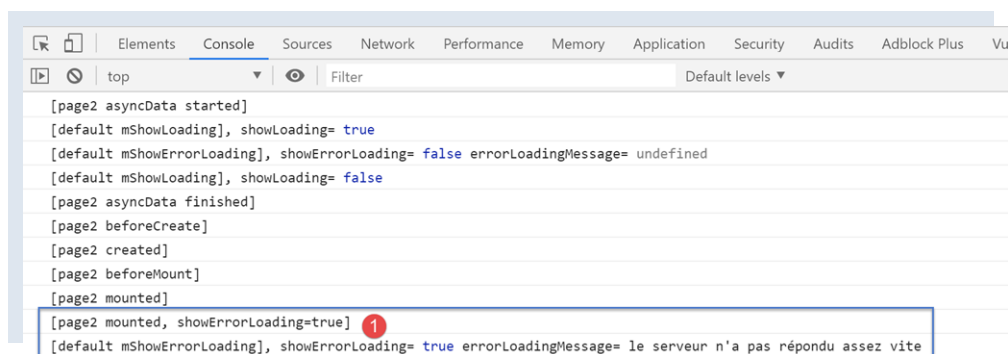 Elements Console Sources Network Performance Memory Application Security Audits Adblock Plus Vu
top ▼ Filter Default levels ▼
[page2 asyncData started]
[default mShowLoading], showLoading= true
[default mShowErrorLoading], showErrorLoading= false errorLoadingMessage= undefined
[default mShowLoading], showLoading= false
[page2 asyncData finished]
[page2 beforeCreate]
[page2 created]
[page2 beforeMount]
[page2 mounted]
[page2 mounted, showErrorLoading=true] 1
[default mShowErrorLoading], showErrorLoading= true errorLoadingMessage= le serveur n'a pas répondu assez vite